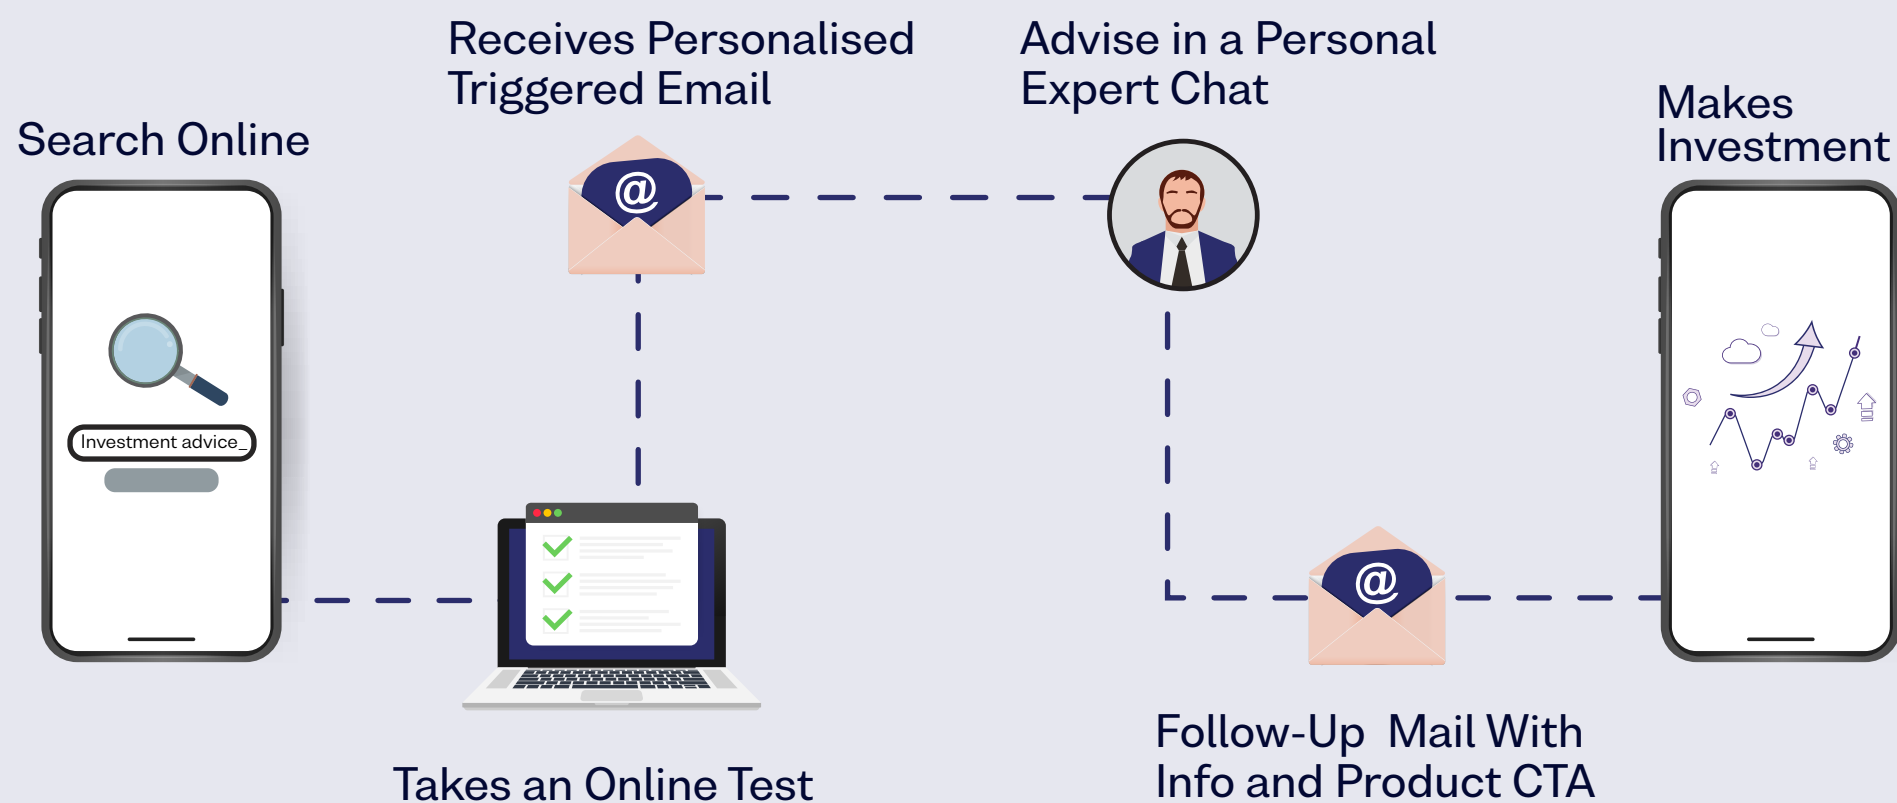 Search Online
Investment advice_
Takes an Online Test
Receives Personalised
Triggered Email
@
Advise in a Personal
Expert Chat
@
Follow-Up Mail With
Info and Product CTA
Makes
Investment